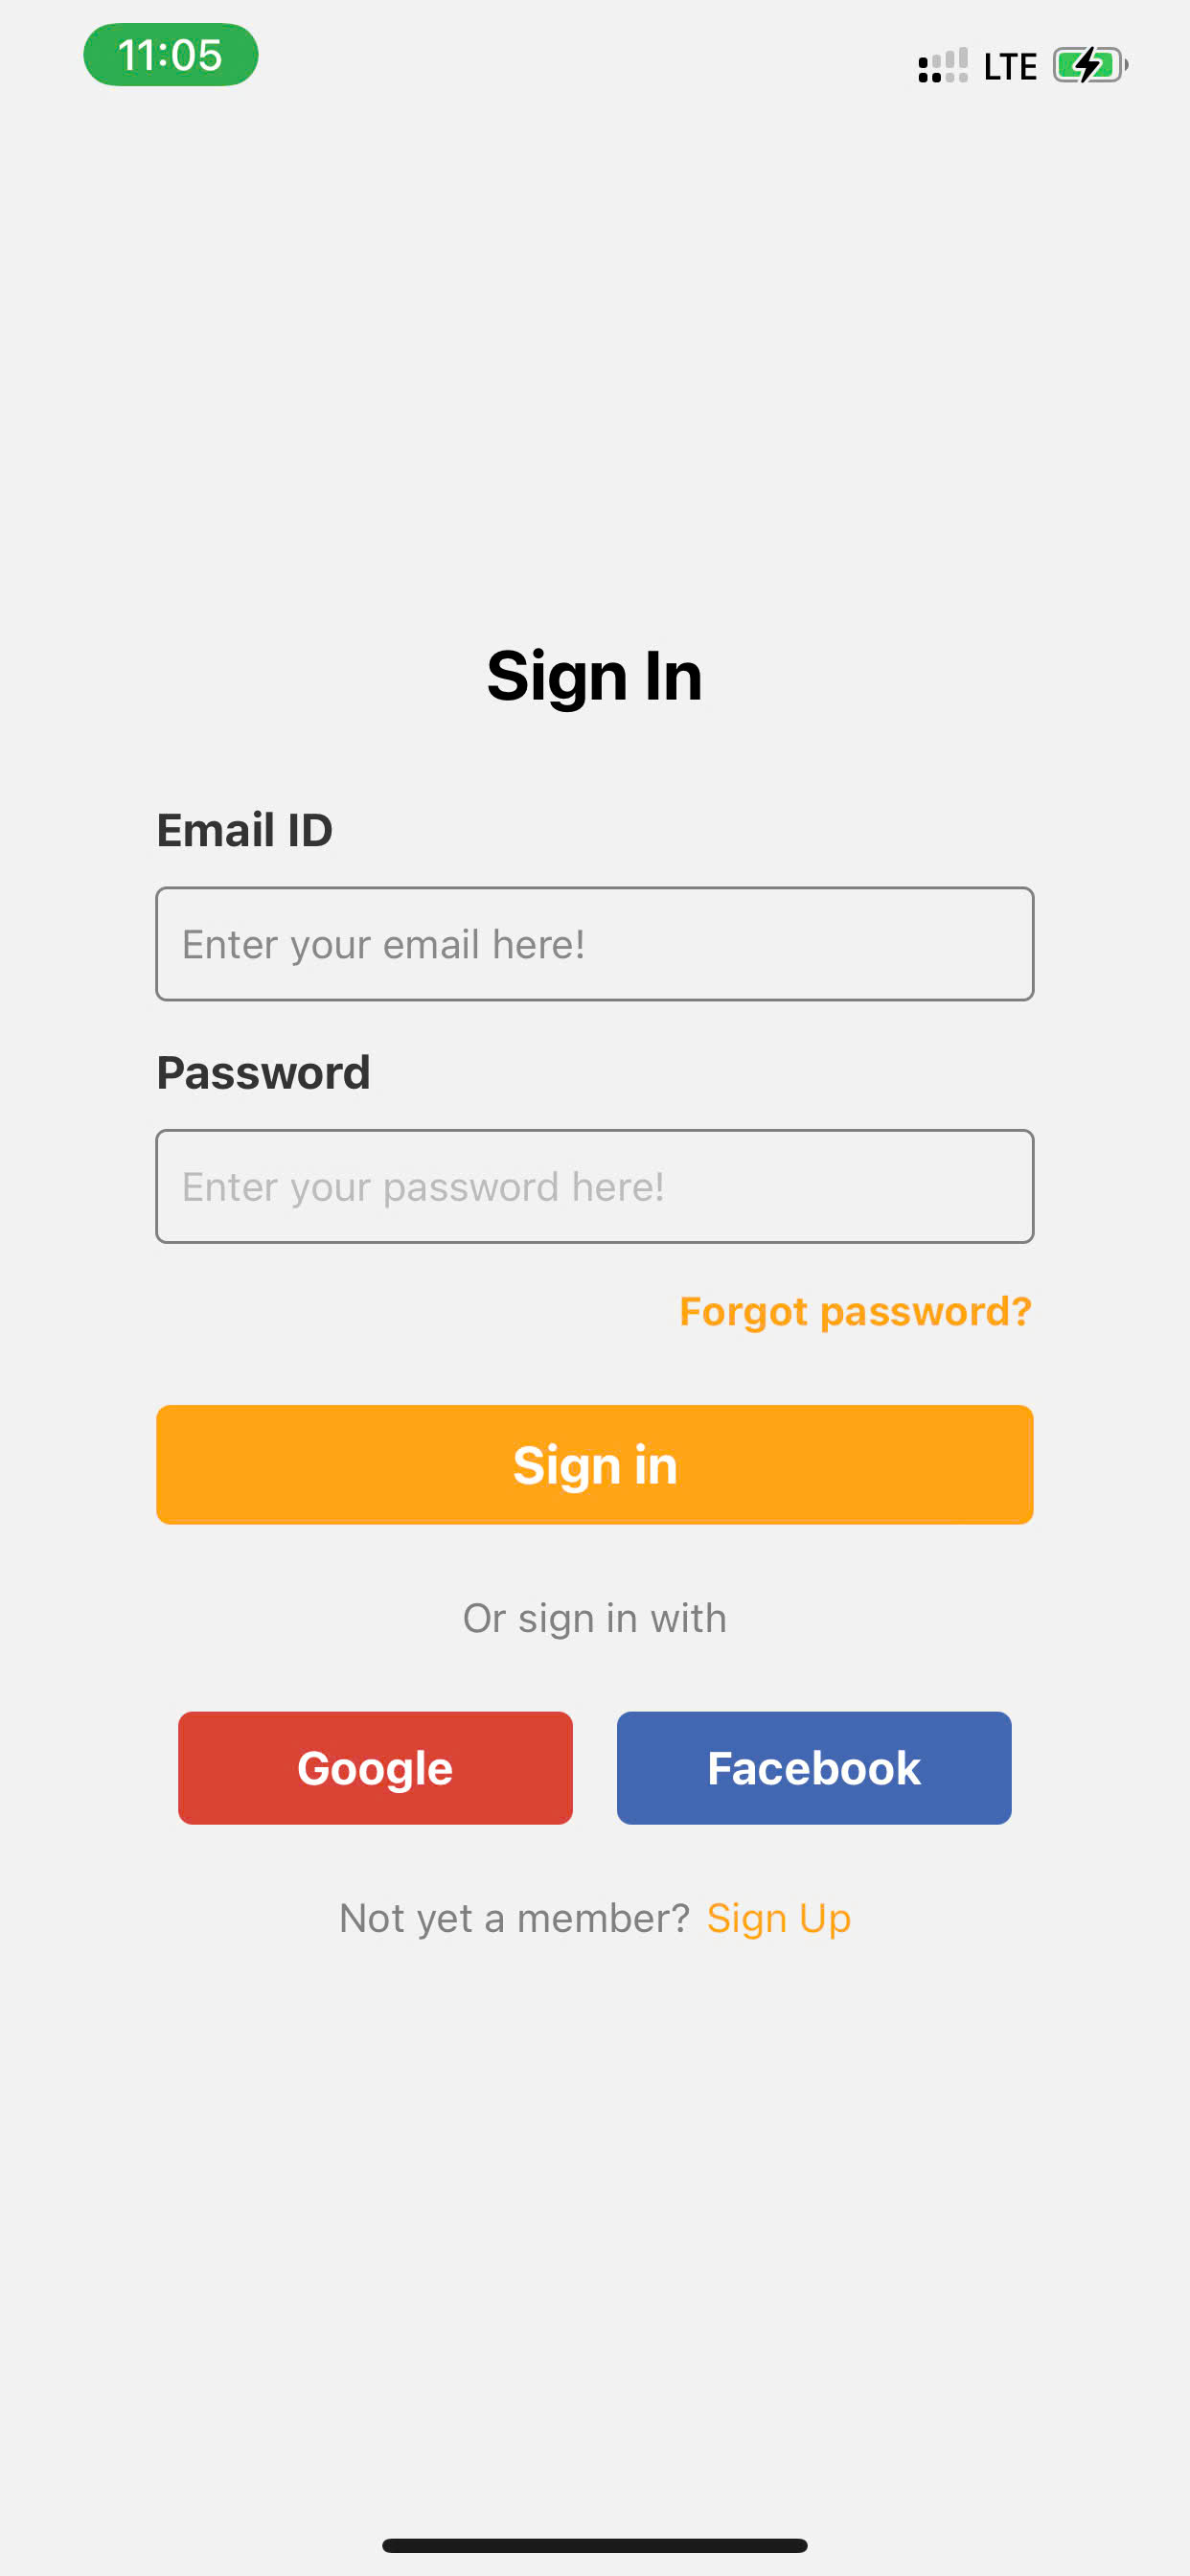 11:05 LTE
Sign In
Email ID
Enter your email here!
Password
Enter your password here!
Forgot password?
Sign in
Or sign in with
Google Facebook
Not yet a member? Sign Up